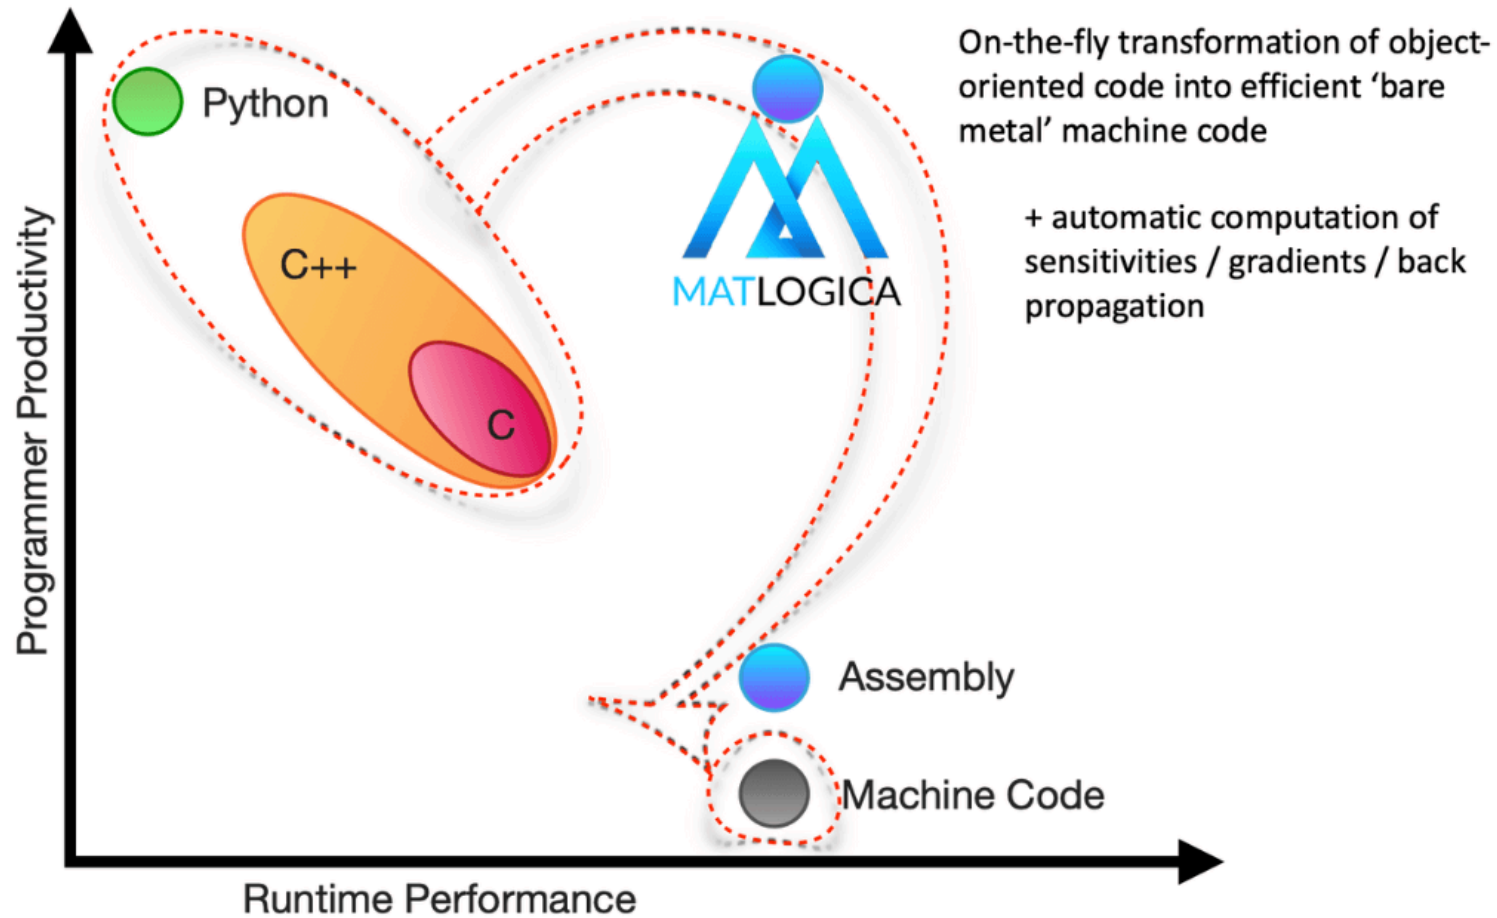 On-the-fly transformation of object-
oriented code into efficient ‘bare
metal’ machine code
+ automatic computation of
sensitivities / gradients / back
propagation
Python
C++
C
MATLOGICA
Assembly
Machine Code
Programmer Productivity
Runtime Performance